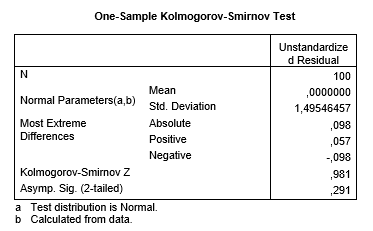 One-Sample Kolmogorov-Smirnov Test
Unstandardize
d Residual
N 100
Normal Parameters(a,b) Mean ,0000000
Std. Deviation 1,49546457
Most Extreme Differences Absolute ,098
Positive ,057
Negative -,098
Kolmogorov-Smirnov Z ,981
Asymp. Sig. (2-tailed) ,291
a Test distribution is Normal.
b Calculated from data.